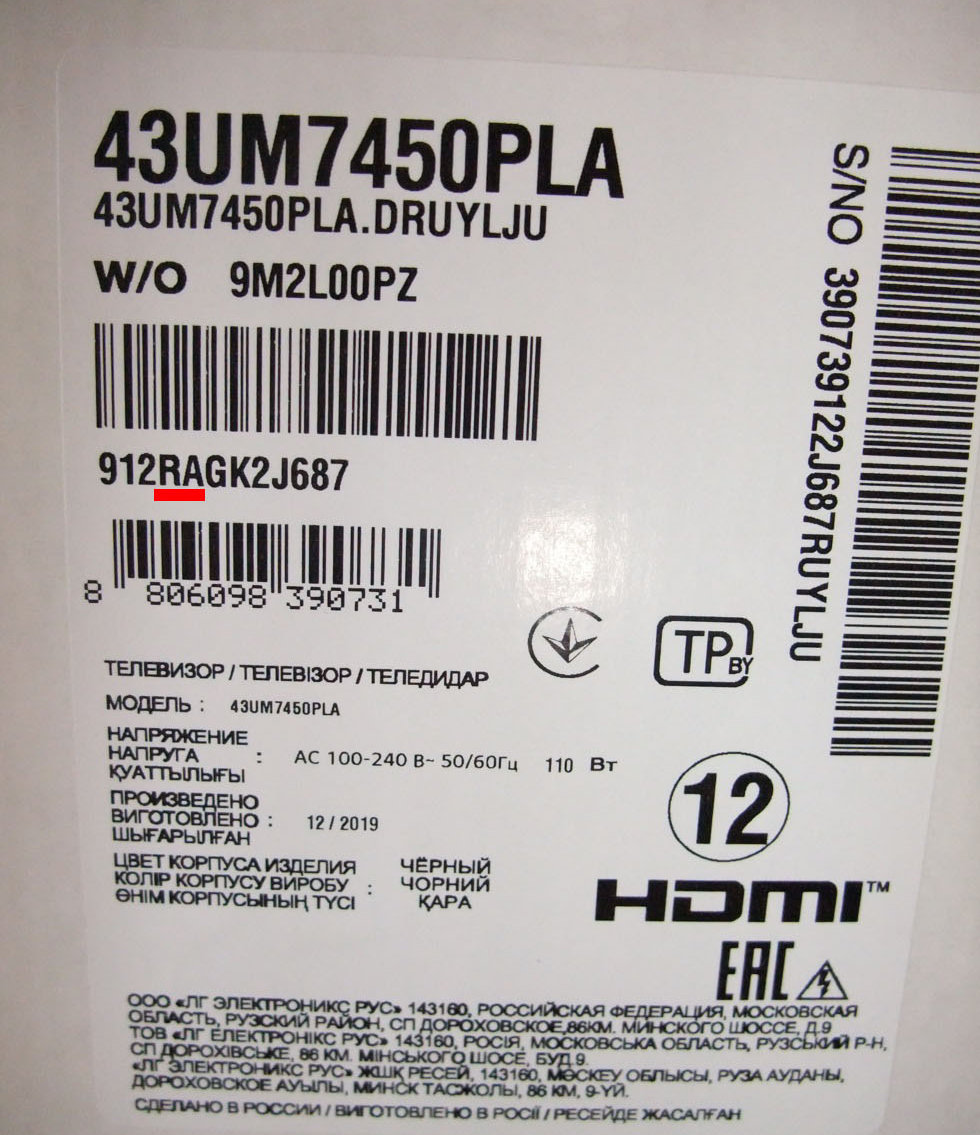 43UM7450PLA
43UM7450PLA.DRUYLJU
W/O 9M2L00PZ
912RAGK2J687
8 806098 390731
S/NO 390739122J687RUYLJU
TP BY
ТЕЛЕВИЗОР / ТЕЛЕВІЗОР / ТЕЛЕДИДАР
МОДЕЛЬ : 43UM7450PLA
НАПРЯЖЕНИЕ
НАПРУГА : AC 100-240 В~ 50/60Гц 110 Вт
ҚУАТТЫЛЫҒЫ
ПРОИЗВЕДЕНО
ВИГОТОВЛЕНО : 12 / 2019
ШЫҒАРЫЛҒАН
12
ЦВЕТ КОРПУСА ИЗДЕЛИЯ ЧЁРНЫЙ
КОЛІР КОРПУСУ ВИРОБУ : ЧОРНИЙ
ӨНІМ КОРПУСЫНЫҢ ТҮСІ ҚАРА
HDMI™
EAC
ООО «ЛГ ЭЛЕКТРОНИКС РУС» 143160, РОССИЙСКАЯ ФЕДЕРАЦИЯ, МОСКОВСКАЯ
ОБЛАСТЬ, РУЗСКИЙ РАЙОН, СП ДОРОХОВСКОЕ,86КМ. МИНСКОГО ШОССЕ, Д.9
ТОВ «ЛГ ЕЛЕКТРОНІКС РУС» 143160, РОСІЯ, МОСКОВСЬКА ОБЛАСТЬ, РУЗСЬКИЙ Р-Н,
СП ДОРОХІВСЬКЕ, 86 КМ. МІНСЬКОГО ШОСЕ, БУД.9.
«ЛГ ЭЛЕКТРОНИКС РУС» ЖШҚ РЕСЕЙ, 143160, МӘСКЕУ ОБЛЫСЫ, РУЗА АУДАНЫ,
ДОРОХОВСКОЕ АУЫЛЫ, МИНСК ТАСЖОЛЫ, 86 КМ, 9-ҮЙ.
СДЕЛАНО В РОССИИ / ВИГОТОВЛЕНО В РОСІЇ / РЕСЕЙДЕ ЖАСАЛҒАН